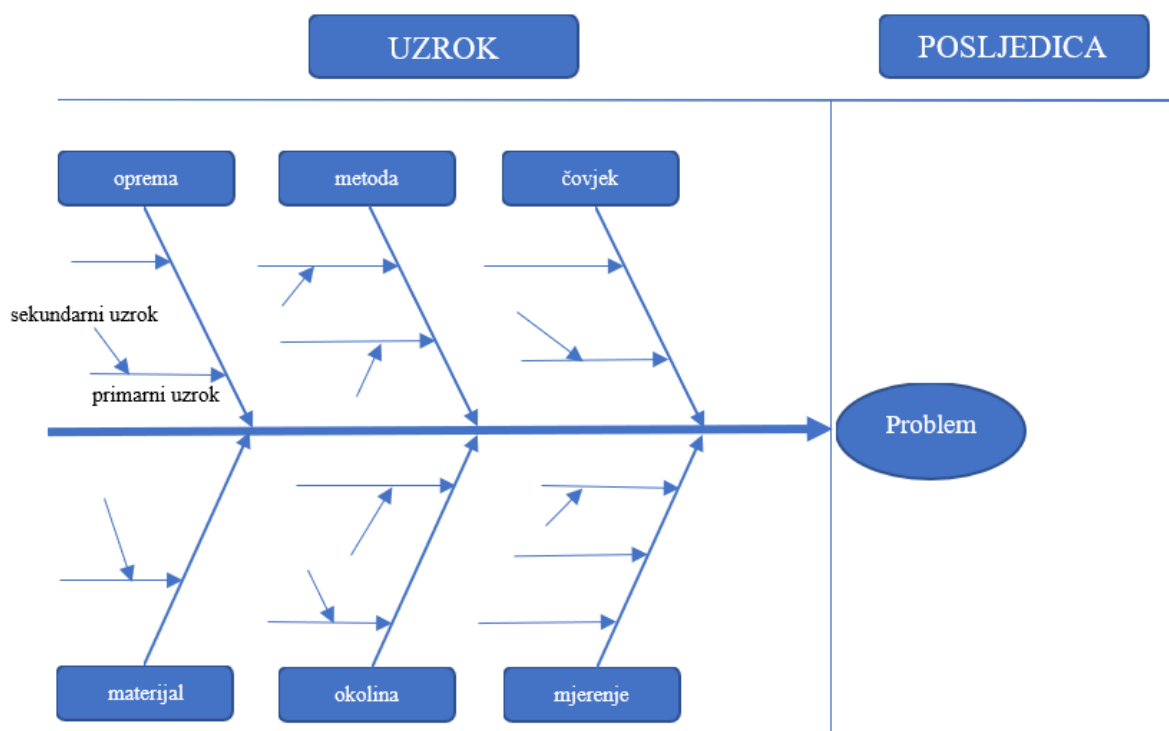 UZROK
POSLJEDICA
oprema
metoda
čovjek
sekundarni uzrok
primarni uzrok
Problem
materijal
okolina
mjerenje